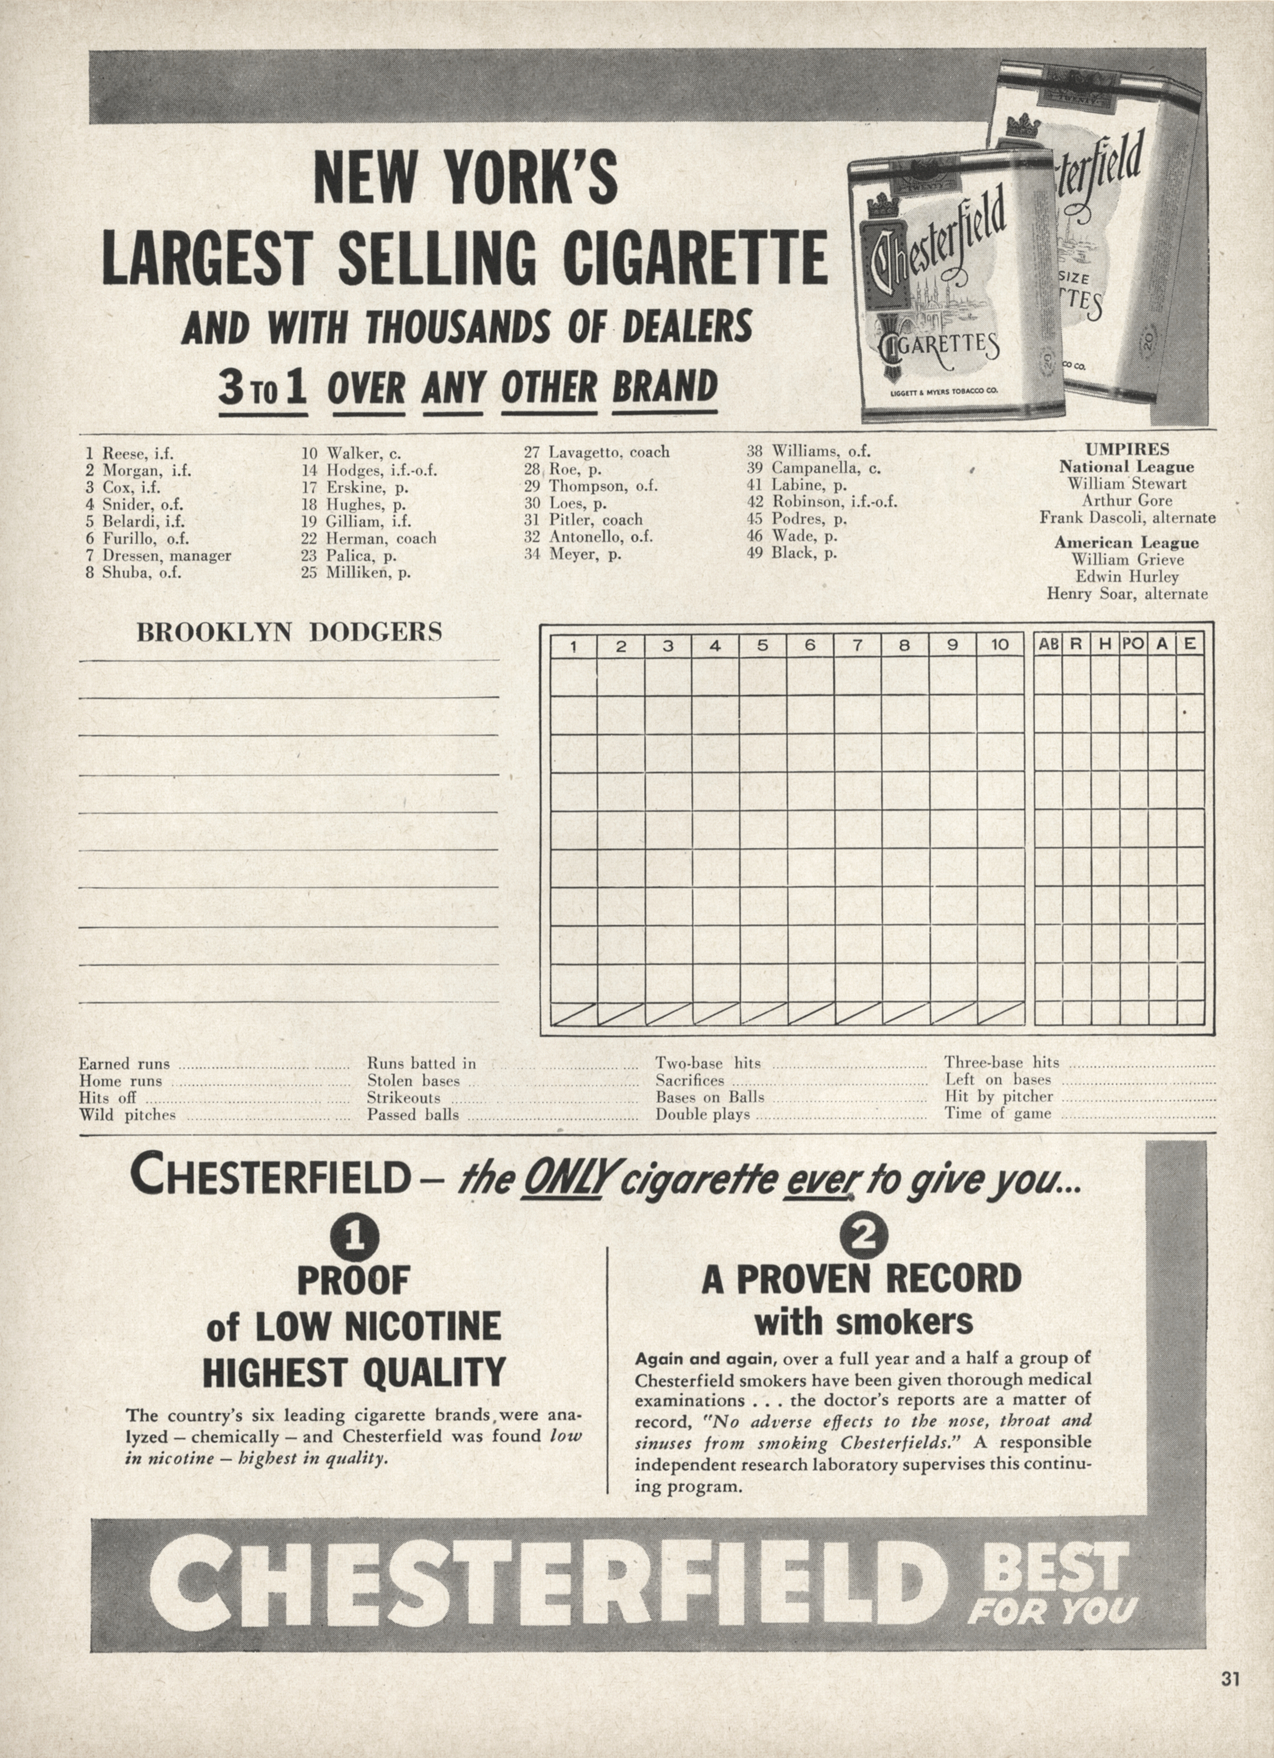 NEW YORK'S
LARGEST SELLING CIGARETTE
AND WITH THOUSANDS OF DEALERS
3 TO 1 OVER ANY OTHER BRAND
TWENTY
Chesterfield
CIGARETTES
LIGGETT & MYERS TOBACCO CO.
20
TWENTY
sterfield
SIZE
TTES
CO CO.
20
1 Reese, i.f.
2 Morgan, i.f.
3 Cox, i.f.
4 Snider, o.f.
5 Belardi, i.f.
6 Furillo, o.f.
7 Dressen, manager
8 Shuba, o.f.
10 Walker, c.
14 Hodges, i.f.-o.f.
17 Erskine, p.
18 Hughes, p.
19 Gilliam, i.f.
22 Herman, coach
23 Palica, p.
25 Milliken, p.
27 Lavagetto, coach
28 Roe, p.
29 Thompson, o.f.
30 Loes, p.
31 Pitler, coach
32 Antonello, o.f.
34 Meyer, p.
38 Williams, o.f.
39 Campanella, c.
41 Labine, p.
42 Robinson, i.f.-o.f.
45 Podres, p.
46 Wade, p.
49 Black, p.
UMPIRES
National League
William Stewart
Arthur Gore
Frank Dascoli, alternate
American League
William Grieve
Edwin Hurley
Henry Soar, alternate
BROOKLYN DODGERS
1 2 3 4 5 6 7 8 9 10 AB R H PO A E
Earned runs Runs batted in Two-base hits Three-base hits
Home runs Stolen bases Sacrifices Left on bases
Hits off Strikeouts Bases on Balls Hit by pitcher
Wild pitches Passed balls Double plays Time of game
CHESTERFIELD – the ONLY cigarette ever to give you...
1
PROOF
of LOW NICOTINE
HIGHEST QUALITY
The country's six leading cigarette brands were ana-
lyzed – chemically – and Chesterfield was found low
in nicotine – highest in quality.
2
A PROVEN RECORD
with smokers
Again and again, over a full year and a half a group of
Chesterfield smokers have been given thorough medical
examinations . . . the doctor's reports are a matter of
record, "No adverse effects to the nose, throat and
sinuses from smoking Chesterfields." A responsible
independent research laboratory supervises this continu-
ing program.
CHESTERFIELD BEST
FOR YOU
31